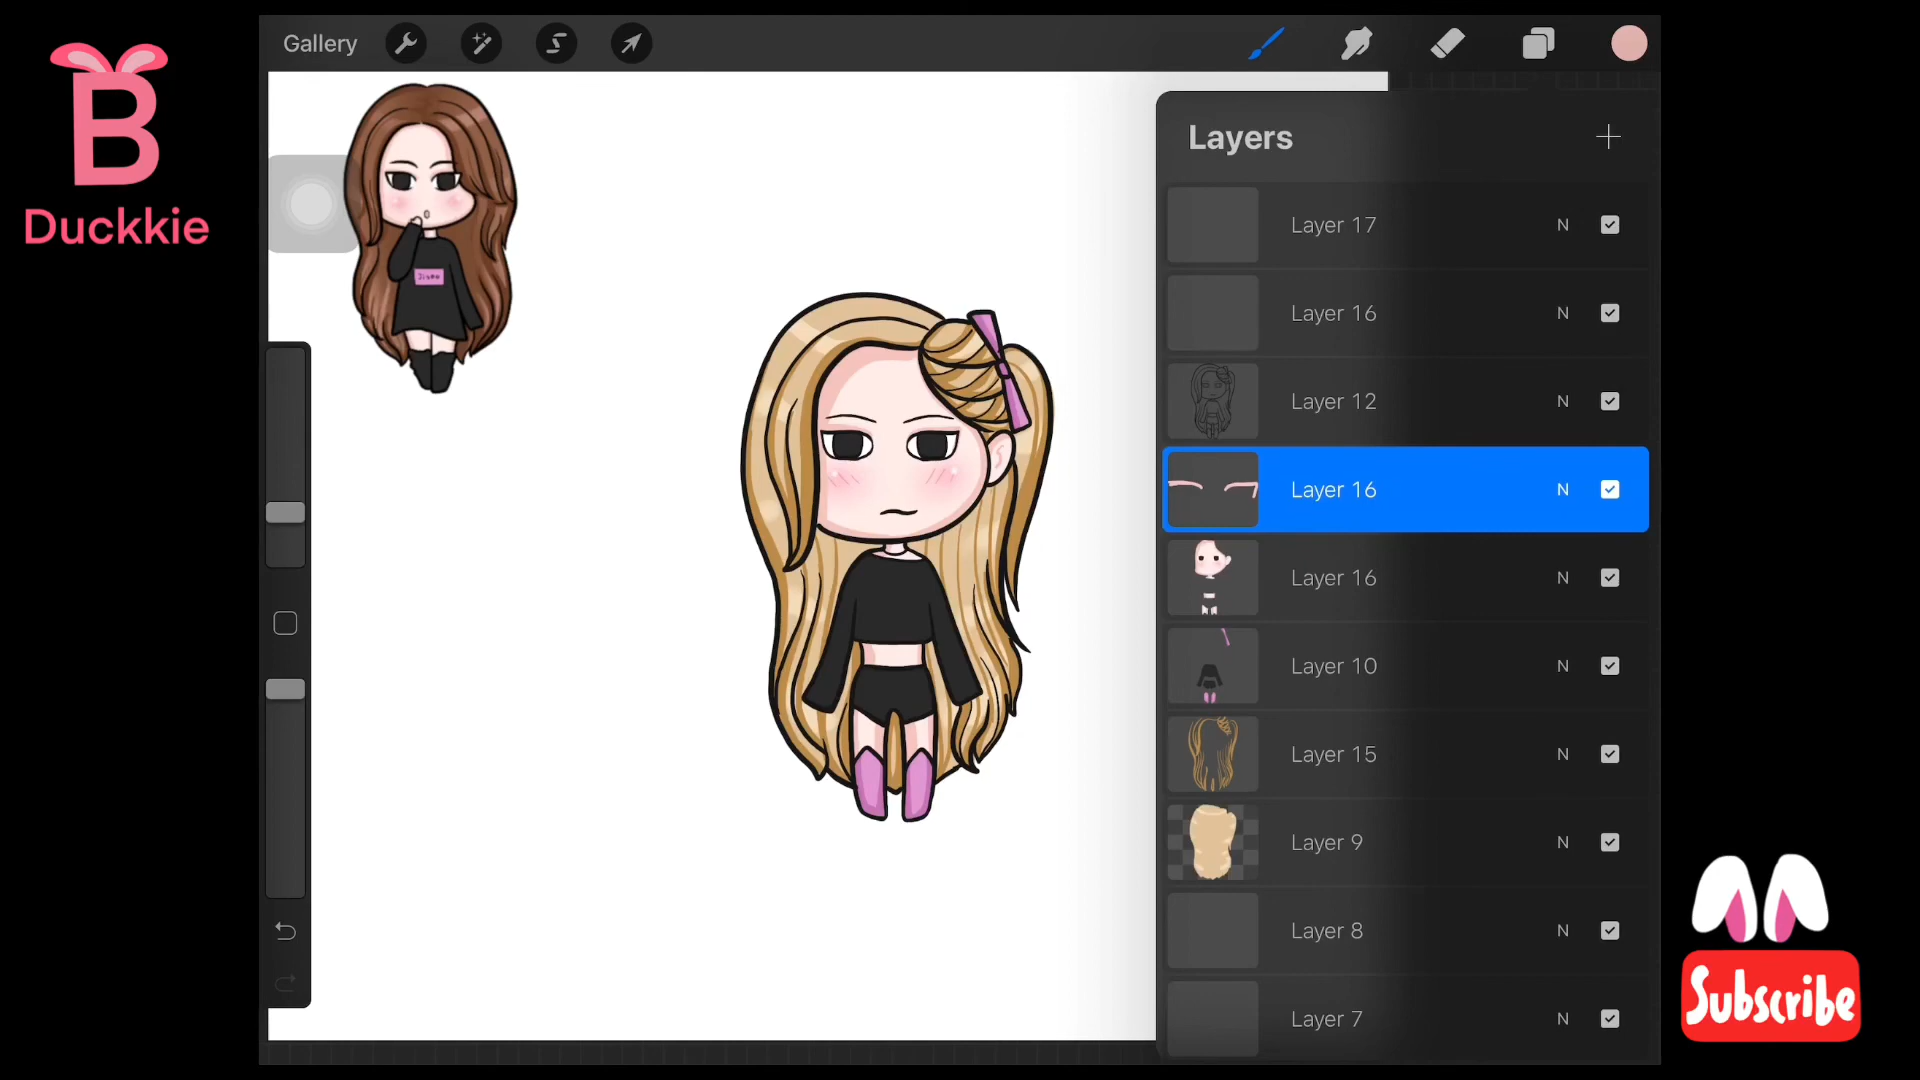 B
Duckkie
Gallery
Layers
Layer 17 N
Layer 16 N
Layer 12 N
Layer 16 N
Layer 16 N
Layer 10 N
Layer 15 N
Layer 9 N
Layer 8 N
Layer 7 N
Jisoo
Subscribe